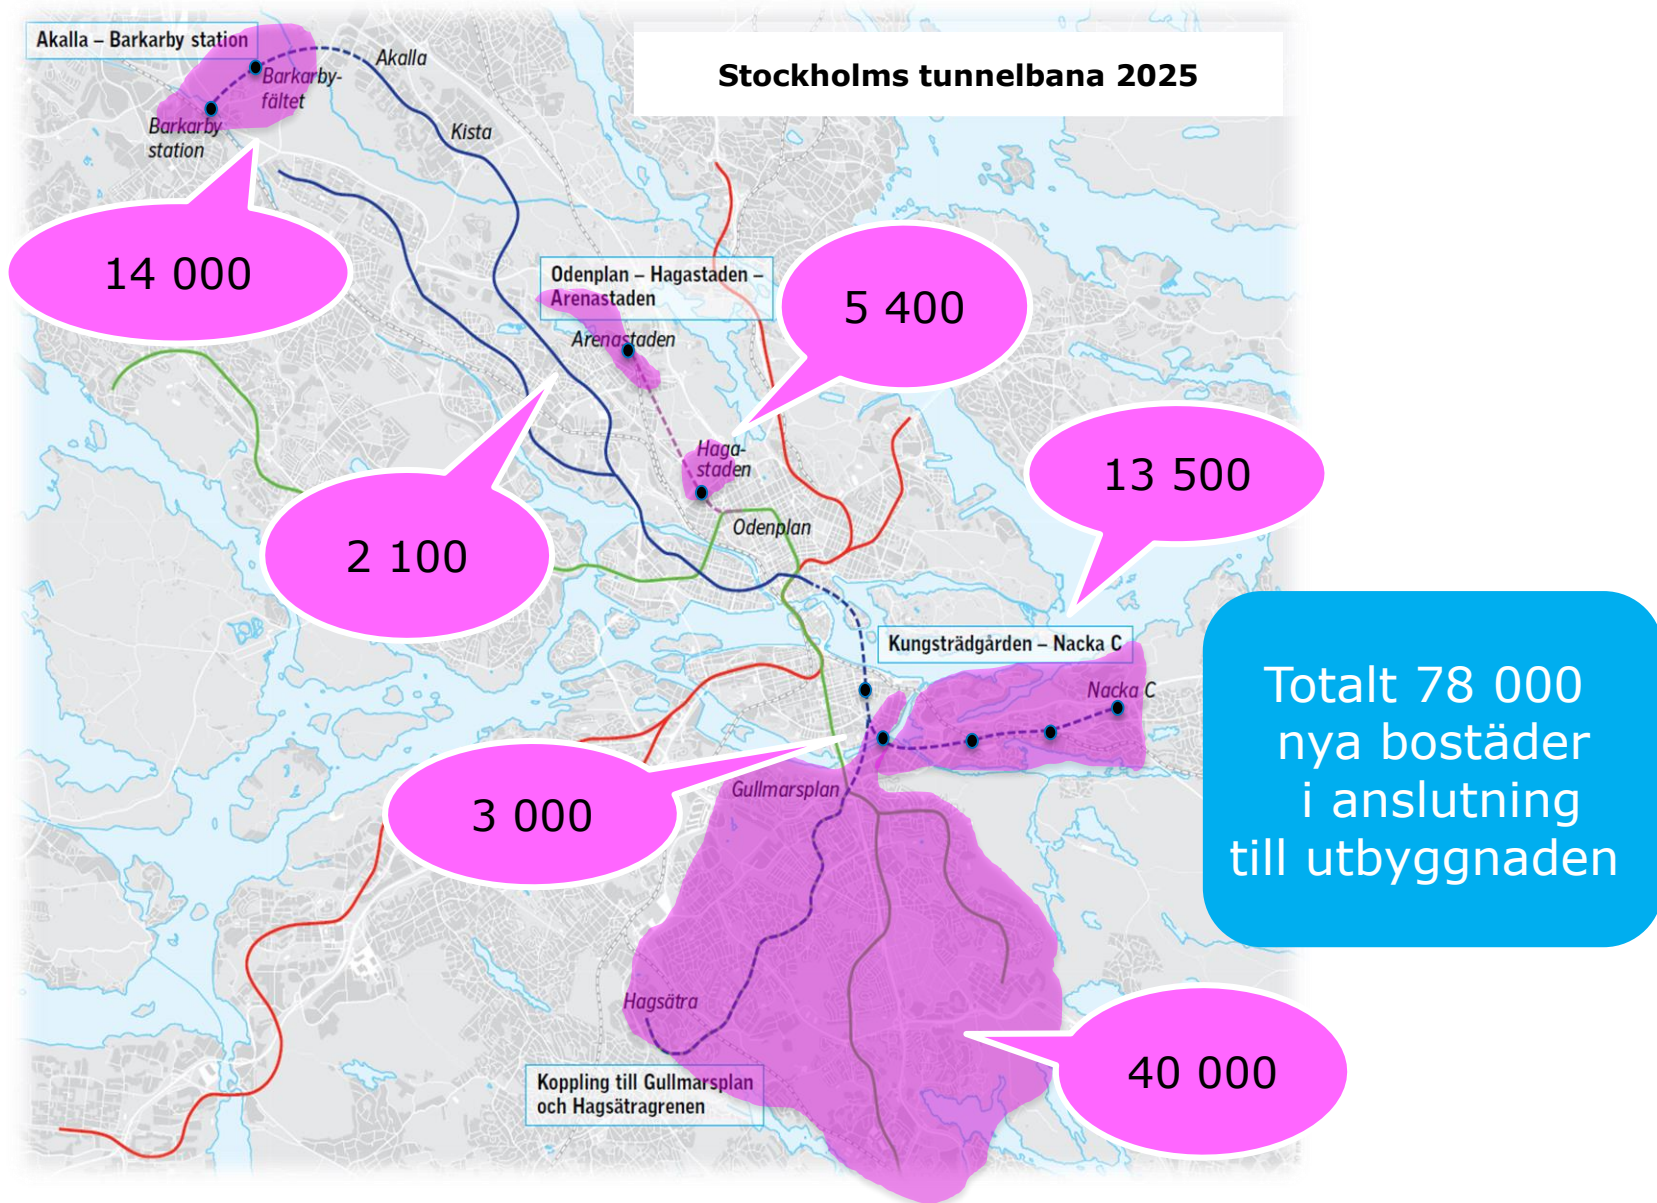 Akalla – Barkarby station
Stockholms tunnelbana 2025
Akalla
Barkarby-
fältet
Barkarby
station
Kista
14 000
Odenplan – Hagastaden –
Arenastaden
5 400
Arenastaden
Haga-
staden
13 500
Odenplan
2 100
Kungsträdgården – Nacka C
Nacka C
Totalt 78 000
nya bostäder
i anslutning
till utbyggnaden
Gullmarsplan
3 000
Hagsätra
40 000
Koppling till Gullmarsplan
och Hagsätragrenen